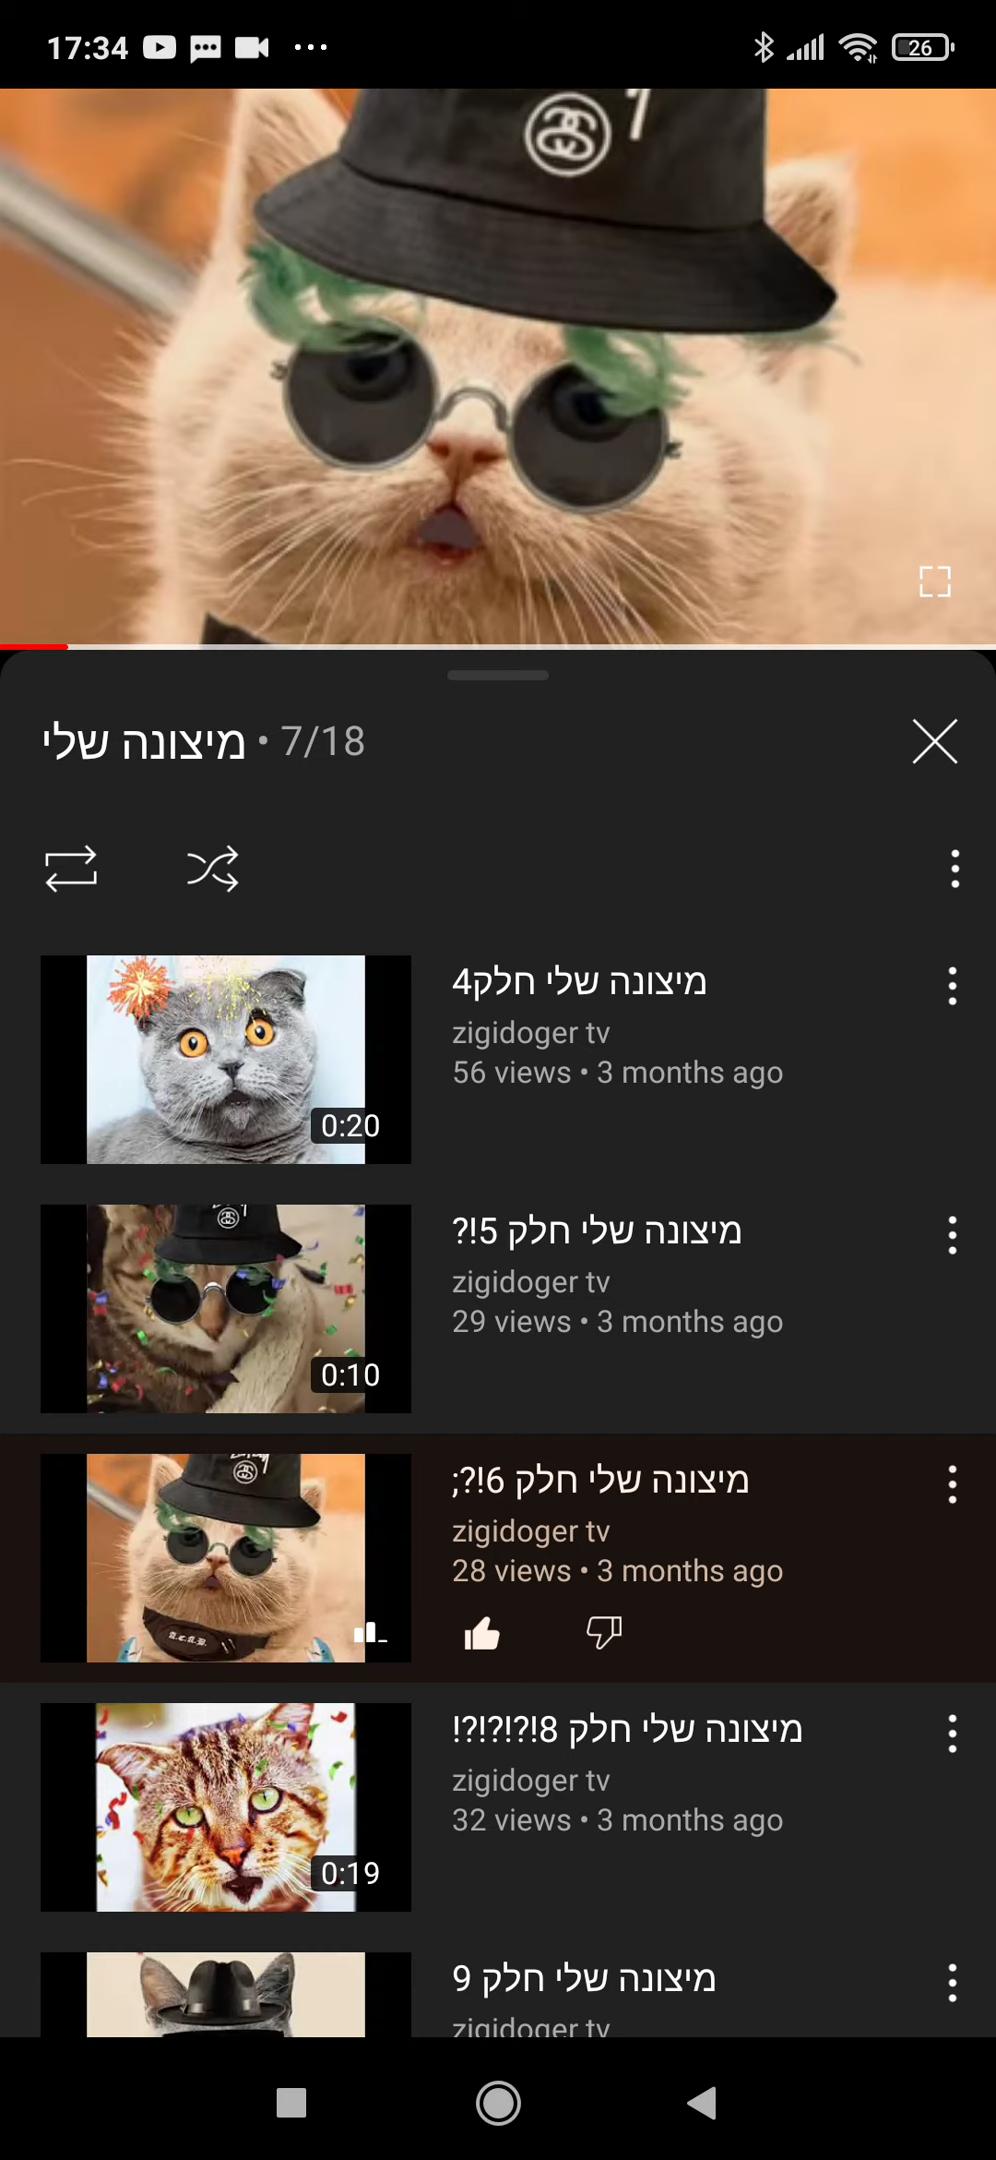 17:34
26
מיצונה שלי • 7/18
מיצונה שלי חלק4
zigidoger tv
56 views • 3 months ago
0:20
מיצונה שלי חלק 5!?
zigidoger tv
29 views • 3 months ago
0:10
מיצונה שלי חלק 6!?;
zigidoger tv
28 views • 3 months ago
A.C.A.B.
מיצונה שלי חלק 8!?!?!?!
zigidoger tv
32 views • 3 months ago
0:19
מיצונה שלי חלק 9
zigidoger tv